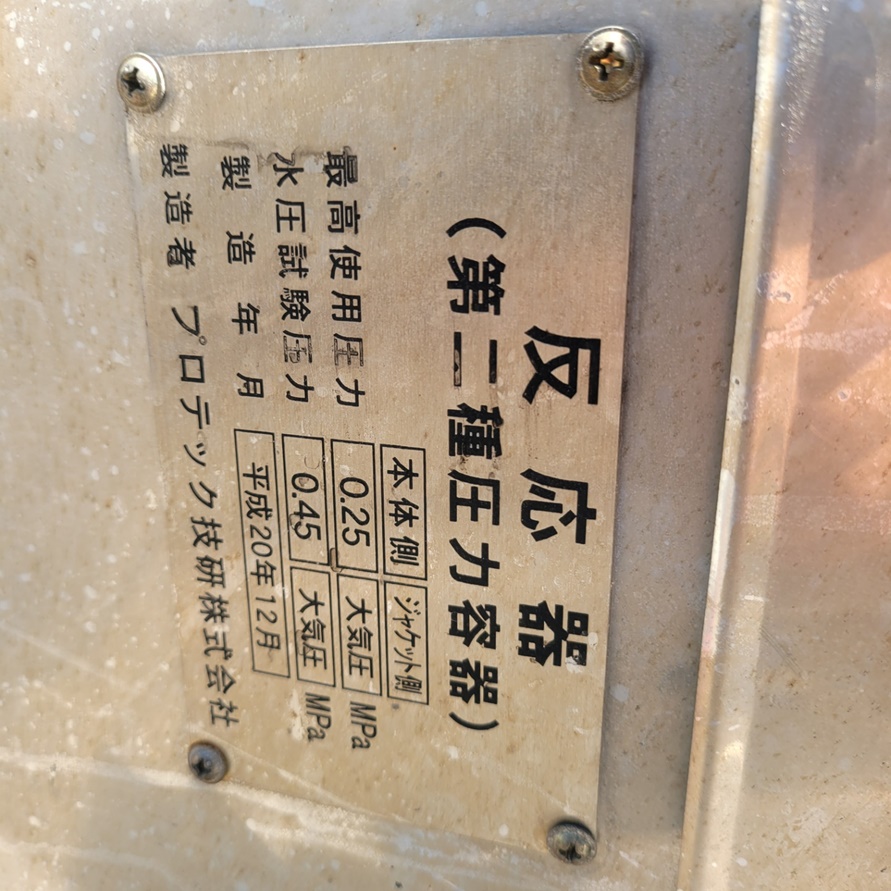 反応器
(第二種圧力容器)
本体側 ジャケット側
最高使用圧力 0.25 大気圧 MPa
水圧試験圧力 0.45 大気圧 MPa
製造年月 平成20年12月
製造者 プロテック技研株式会社